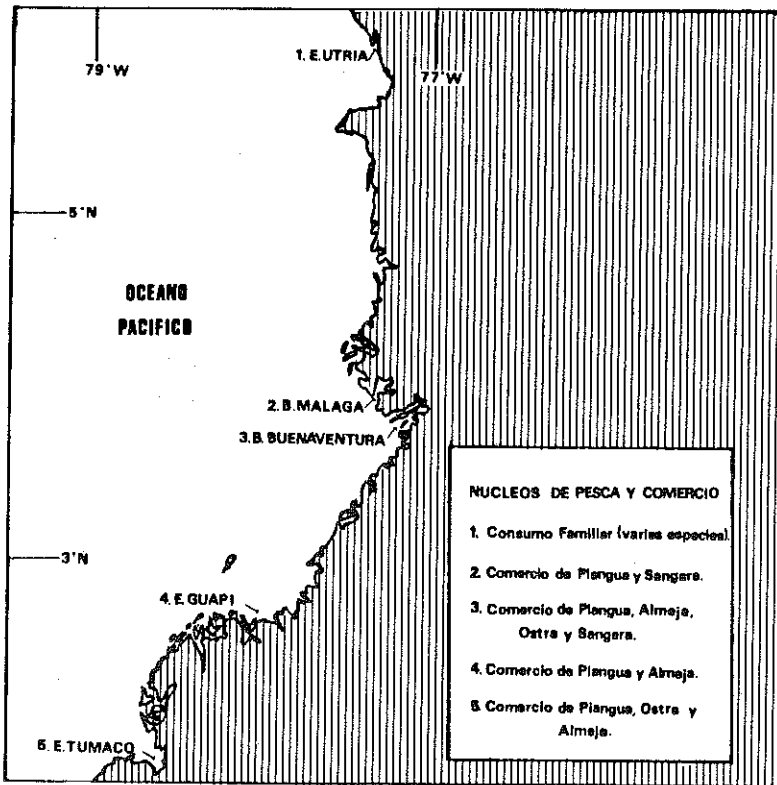 1. E.UTRIA
79°W
77°W
5°N
OCEANO
PACIFICO
2. B. MALAGA
3. B. BUENAVENTURA
3°N
4. E. GUAPI
5. E. TUMACO
NUCLEOS DE PESCA Y COMERCIO
1. Consumo Familiar (varias especies).
2. Comercio de Piangua y Sangara.
3. Comercio de Piangua, Almeja,
Ostra y Sangara.
4. Comercio de Piangua y Almeja.
5. Comercio de Piangua, Ostra y
Almeja.